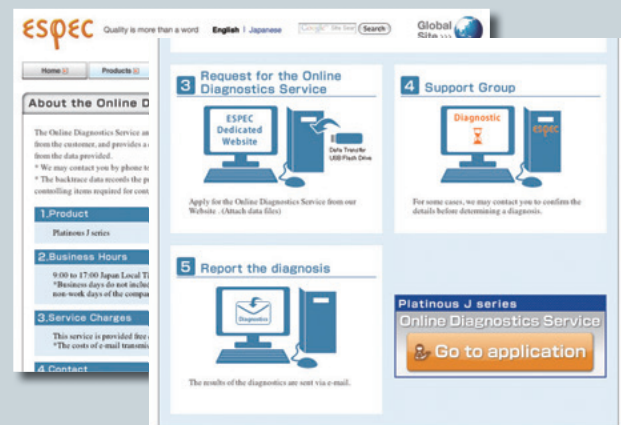 ESPEC Quality is more than a word English | Japanese Search Global
Site >>>
Home Products
About the Online D
The Online Diagnostics Service an
from the customer, and provides a
from the data provided.
* We may contact you by phone to
* The backtrace data records the p
controlling items required for cont
1.Product
Platinous J series
2.Business Hours
9:00 to 17:00 Japan Local Ti
*Business days do not includ
non-work days of the compan
3.Service Charges
This service is provided free
*The costs of e-mail transmis
4.Contact
3 Request for the Online
Diagnostics Service
ESPEC
Dedicated
Website
Data Transfer
USB Flash Drive
Apply for the Online Diagnostics Service from our
Website . (Attach data files)
4 Support Group
Diagnostic
espec
For some cases, we may contact you to confirm the
details before determining a diagnosis.
5 Report the diagnosis
Diagnostics
The results of the diagnostics are sent via e-mail.
Platinous J series
Online Diagnostics Service
Go to application